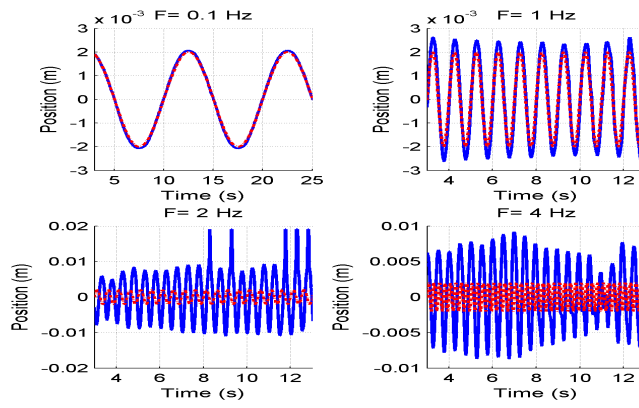 × 10⁻³ F= 0.1 Hz
3
2
1
0
-1
-2
-3
Position (m)
5 10 15 20 25
Time (s)
× 10⁻³ F= 1 Hz
3
2
1
0
-1
-2
-3
Position (m)
4 6 8 10 12
Time (s)
F= 2 Hz
0.02
0.01
0
-0.01
-0.02
Position (m)
4 6 8 10 12
Time (s)
F= 4 Hz
0.01
0.005
0
-0.005
-0.01
Position (m)
4 6 8 10 12
Time (s)